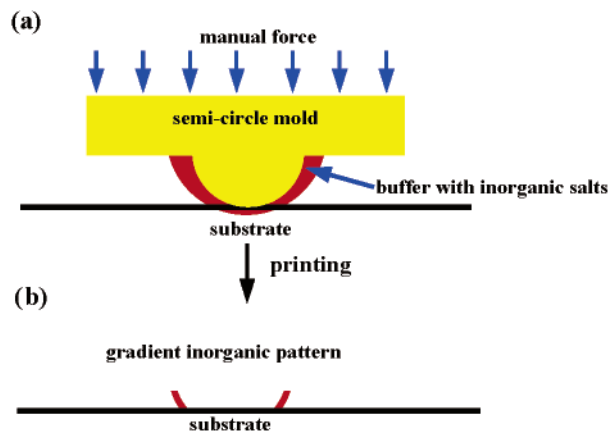 (a)
manual force
semi-circle mold
buffer with inorganic salts
substrate
printing
(b)
gradient inorganic pattern
substrate